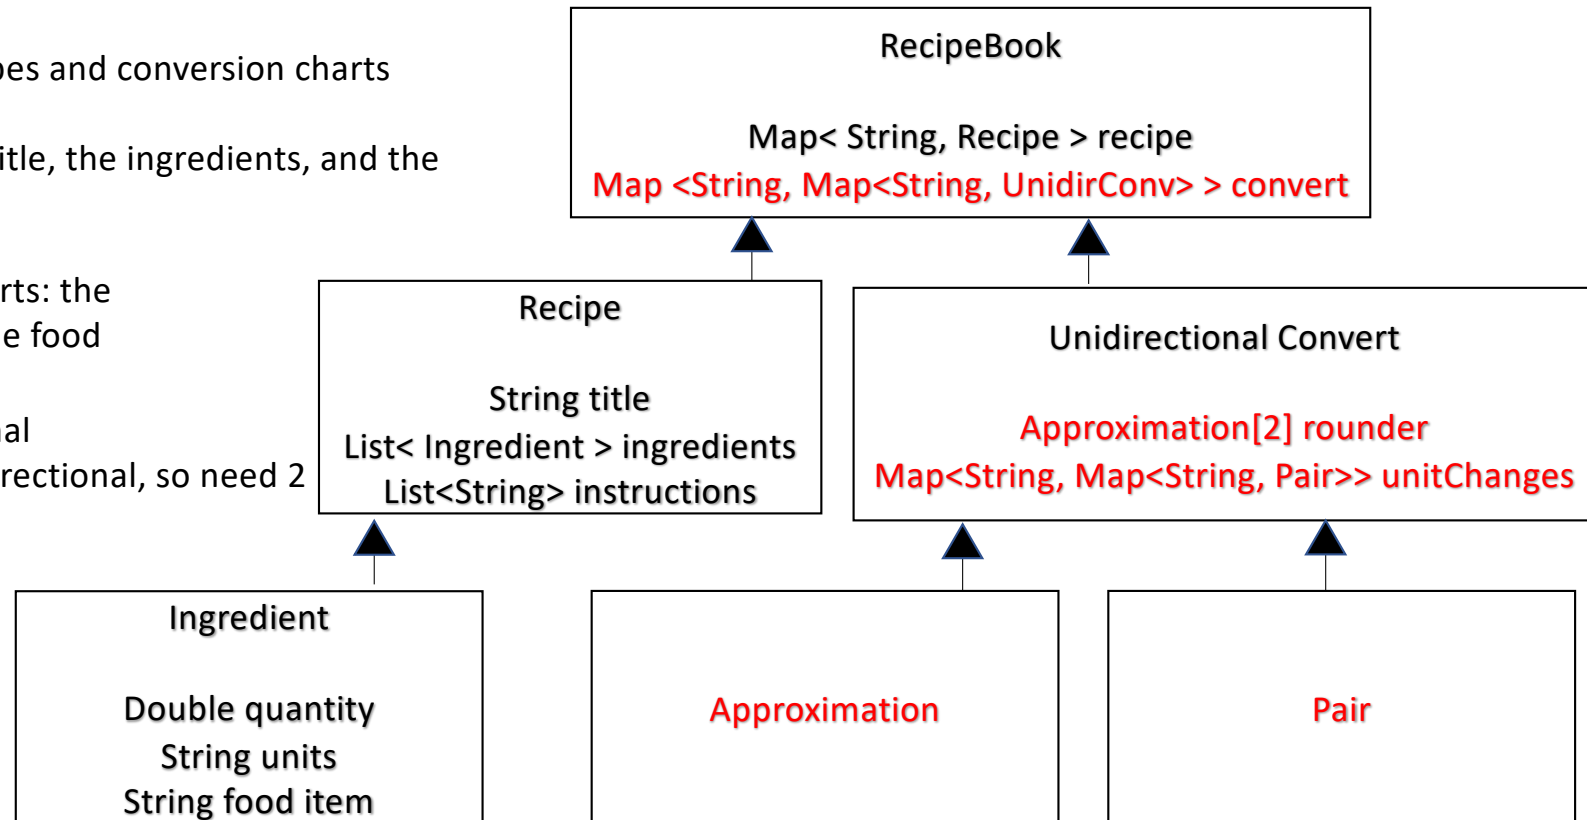 pes and conversion charts
itle, the ingredients, and the
rts: the
e food
nal
rectional, so need 2
RecipeBook
Map< String, Recipe > recipe
Map <String, Map<String, UnidirConv> > convert
Recipe
String title
List< Ingredient > ingredients
List<String> instructions
Unidirectional Convert
Approximation[2] rounder
Map<String, Map<String, Pair>> unitChanges
Ingredient
Double quantity
String units
String food item
Approximation
Pair